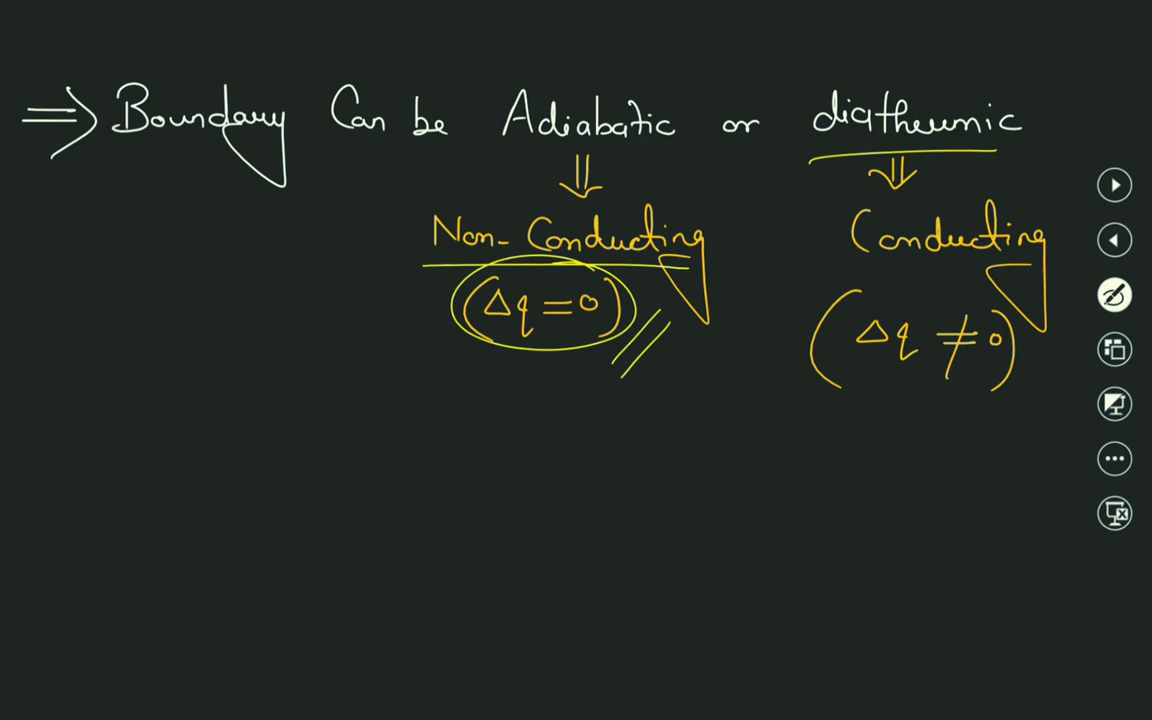 ⇒ Boundary Can be Adiabatic or diathermic
⇓ ⇓
Non-Conducting Conducting
(Δq = 0) (Δq ≠ 0)